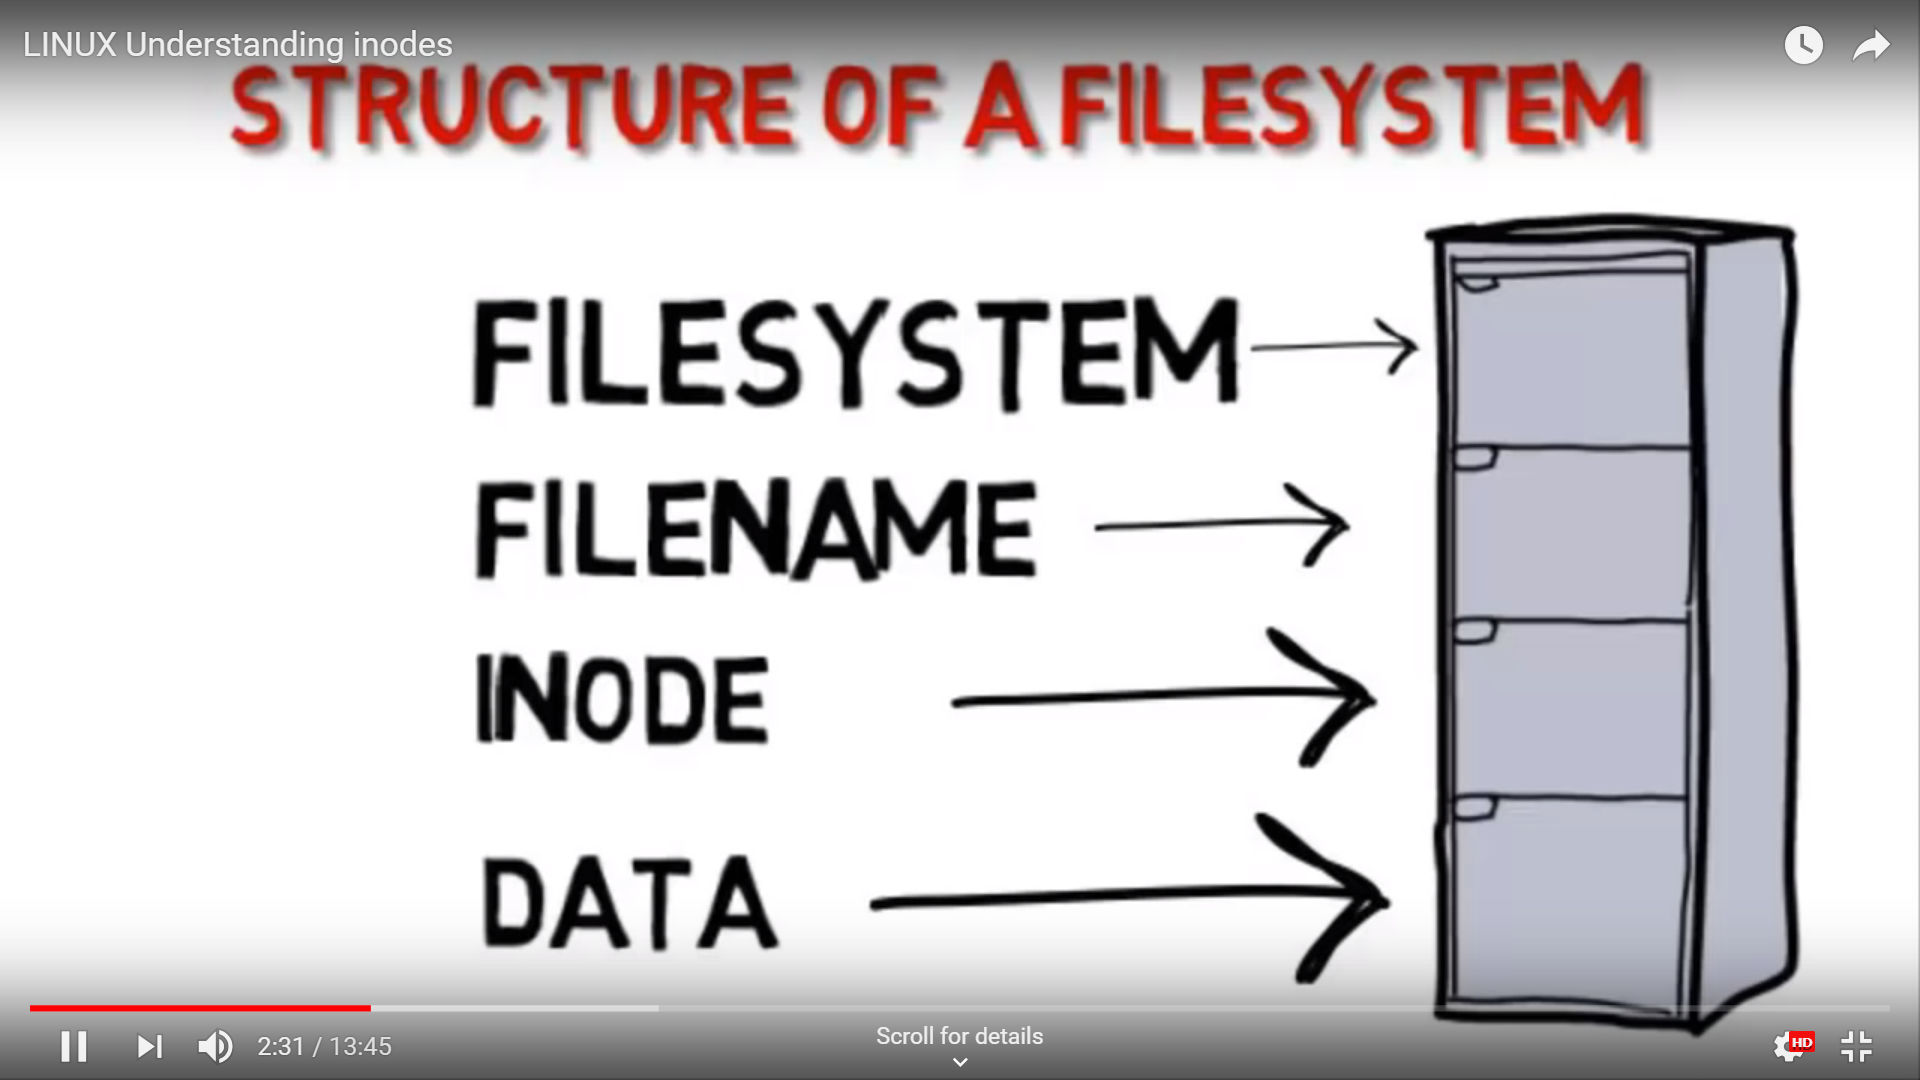 LINUX Understanding inodes
STRUCTURE OF A FILESYSTEM
FILESYSTEM
FILENAME
INODE
DATA
2:31 / 13:45
Scroll for details
HD